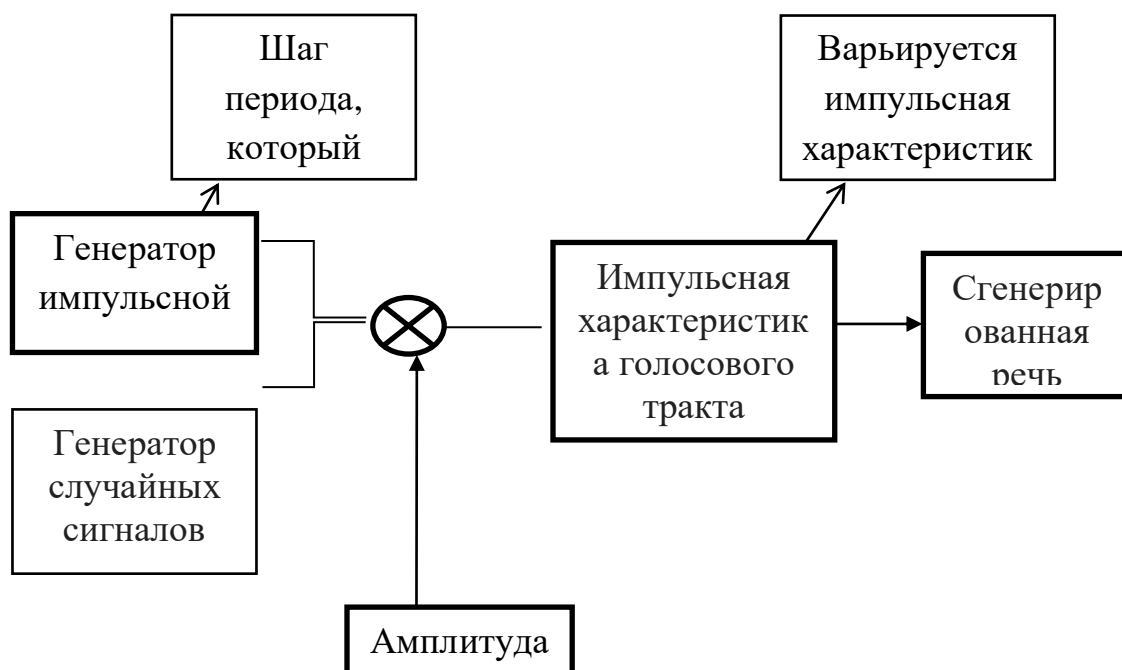 Шаг
периода,
который
Варьируется
импульсная
характеристик
Генератор
импульсной
Импульсная
характеристик
а голосового
тракта
Сгенерир
ованная
речь
Генератор
случайных
сигналов
Амплитуда